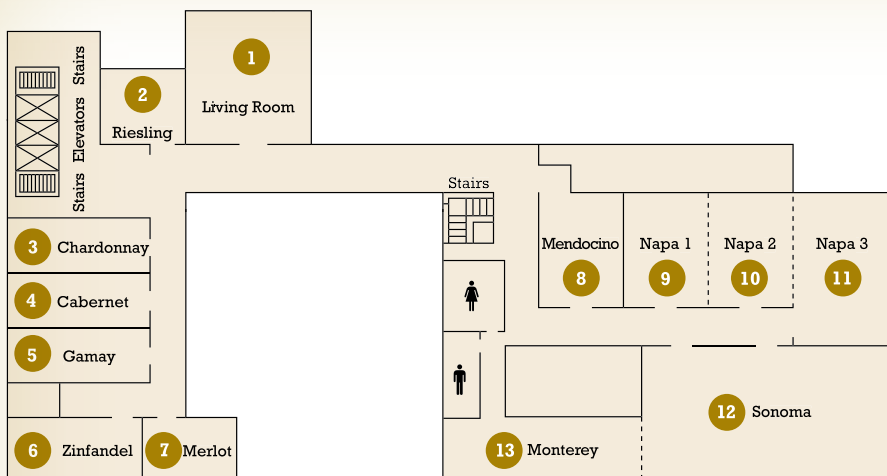 1
Living Room
2
Riesling
Stairs
Elevators
Stairs
3 Chardonnay
4 Cabernet
5 Gamay
6 Zinfandel
7 Merlot
Stairs
Mendocino
8
Napa 1
9
Napa 2
10
Napa 3
11
12 Sonoma
13 Monterey